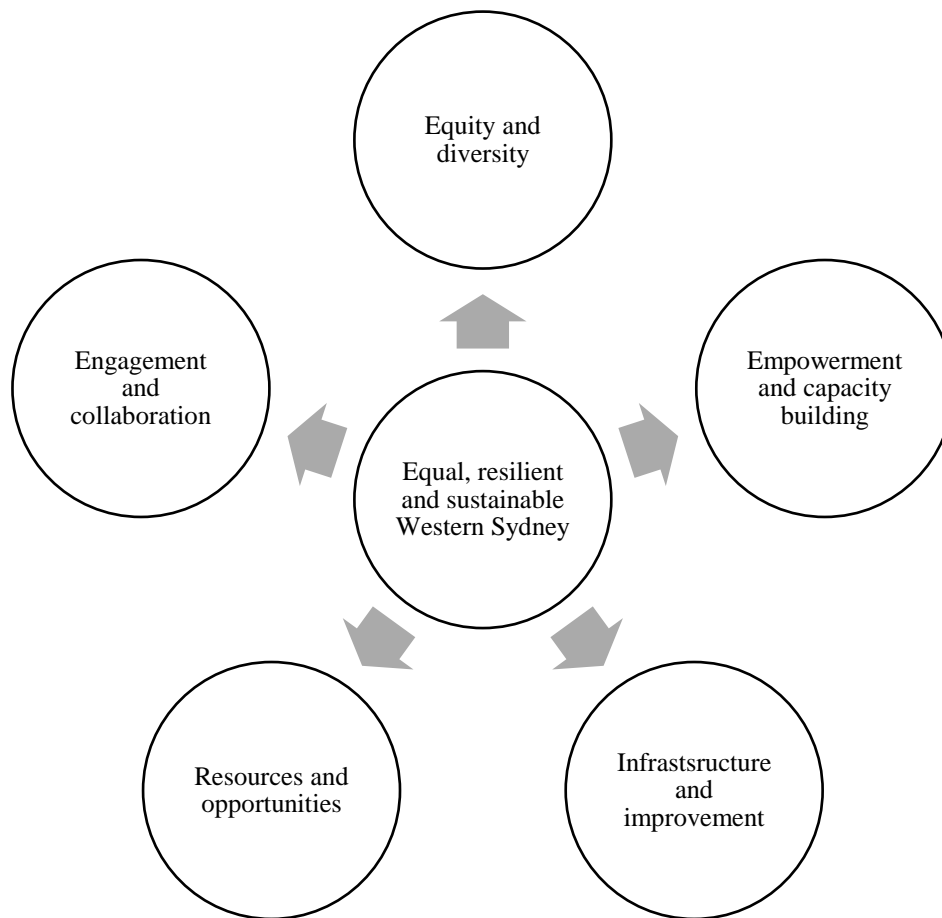 Equity and
diversity
Engagement
and
collaboration
Empowerment
and capacity
building
Equal, resilient
and sustainable
Western Sydney
Resources and
opportunities
Infrastsructure
and
improvement